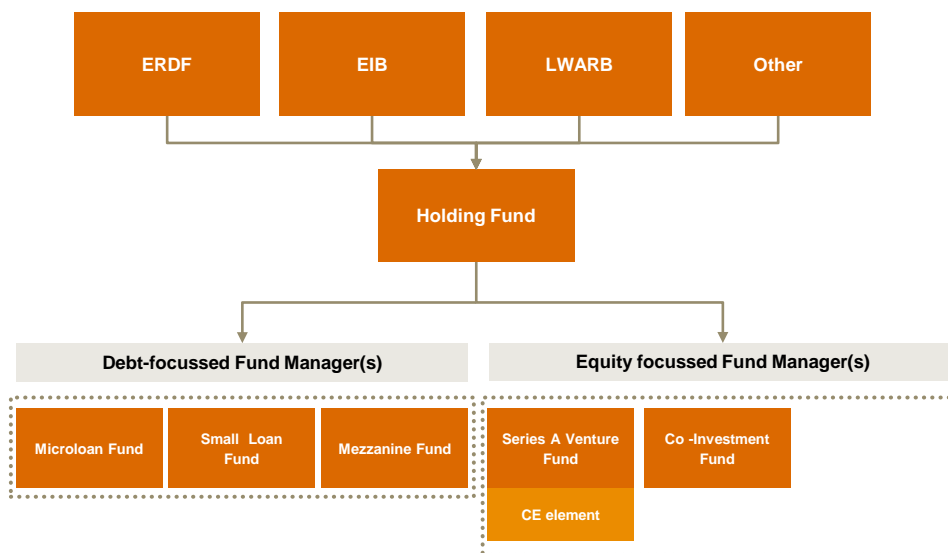 ERDF
EIB
LWARB
Other
Holding Fund
Debt-focussed Fund Manager(s)
Equity focussed Fund Manager(s)
Microloan Fund
Small Loan
Fund
Mezzanine Fund
Series A Venture
Fund
Co -Investment
Fund
CE element